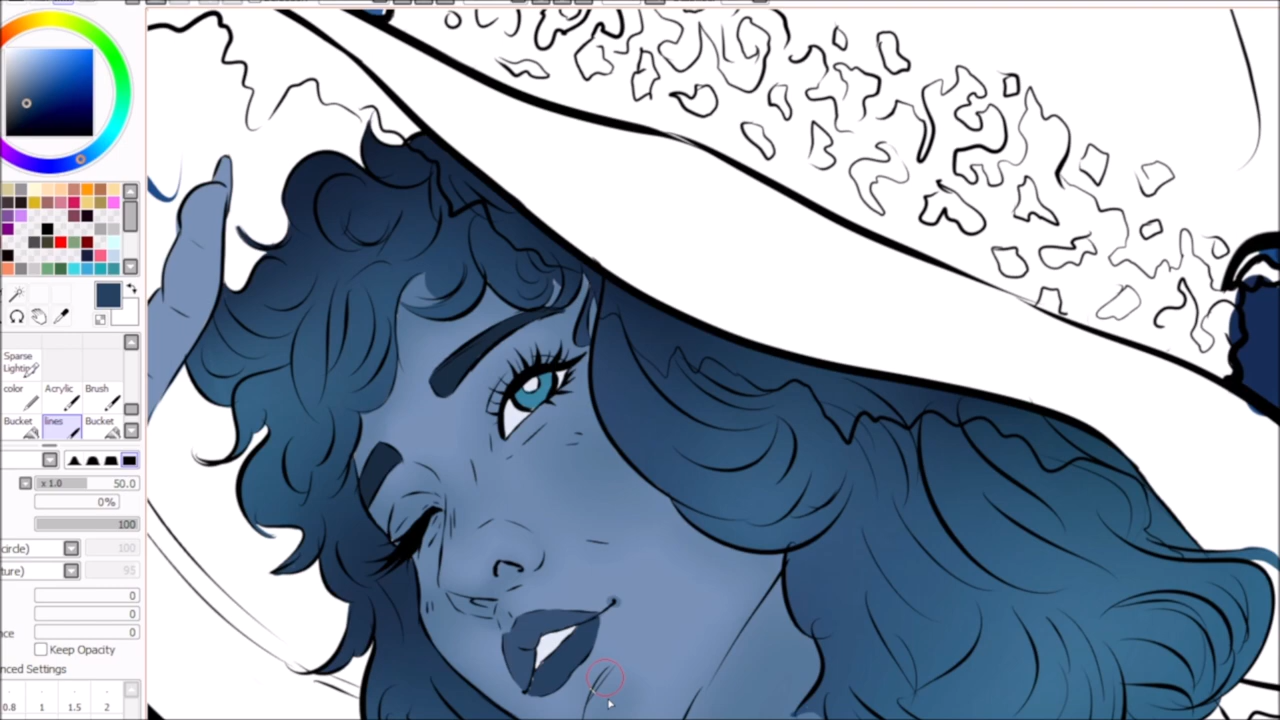 Sparse
Lighting
color Acrylic Brush
Bucket lines Bucket
x 1.0 50.0
0%
100
circle) 100
ture) 95
0
0
nce 0
Keep Opacity
nced Settings
0.8 1 1.5 2